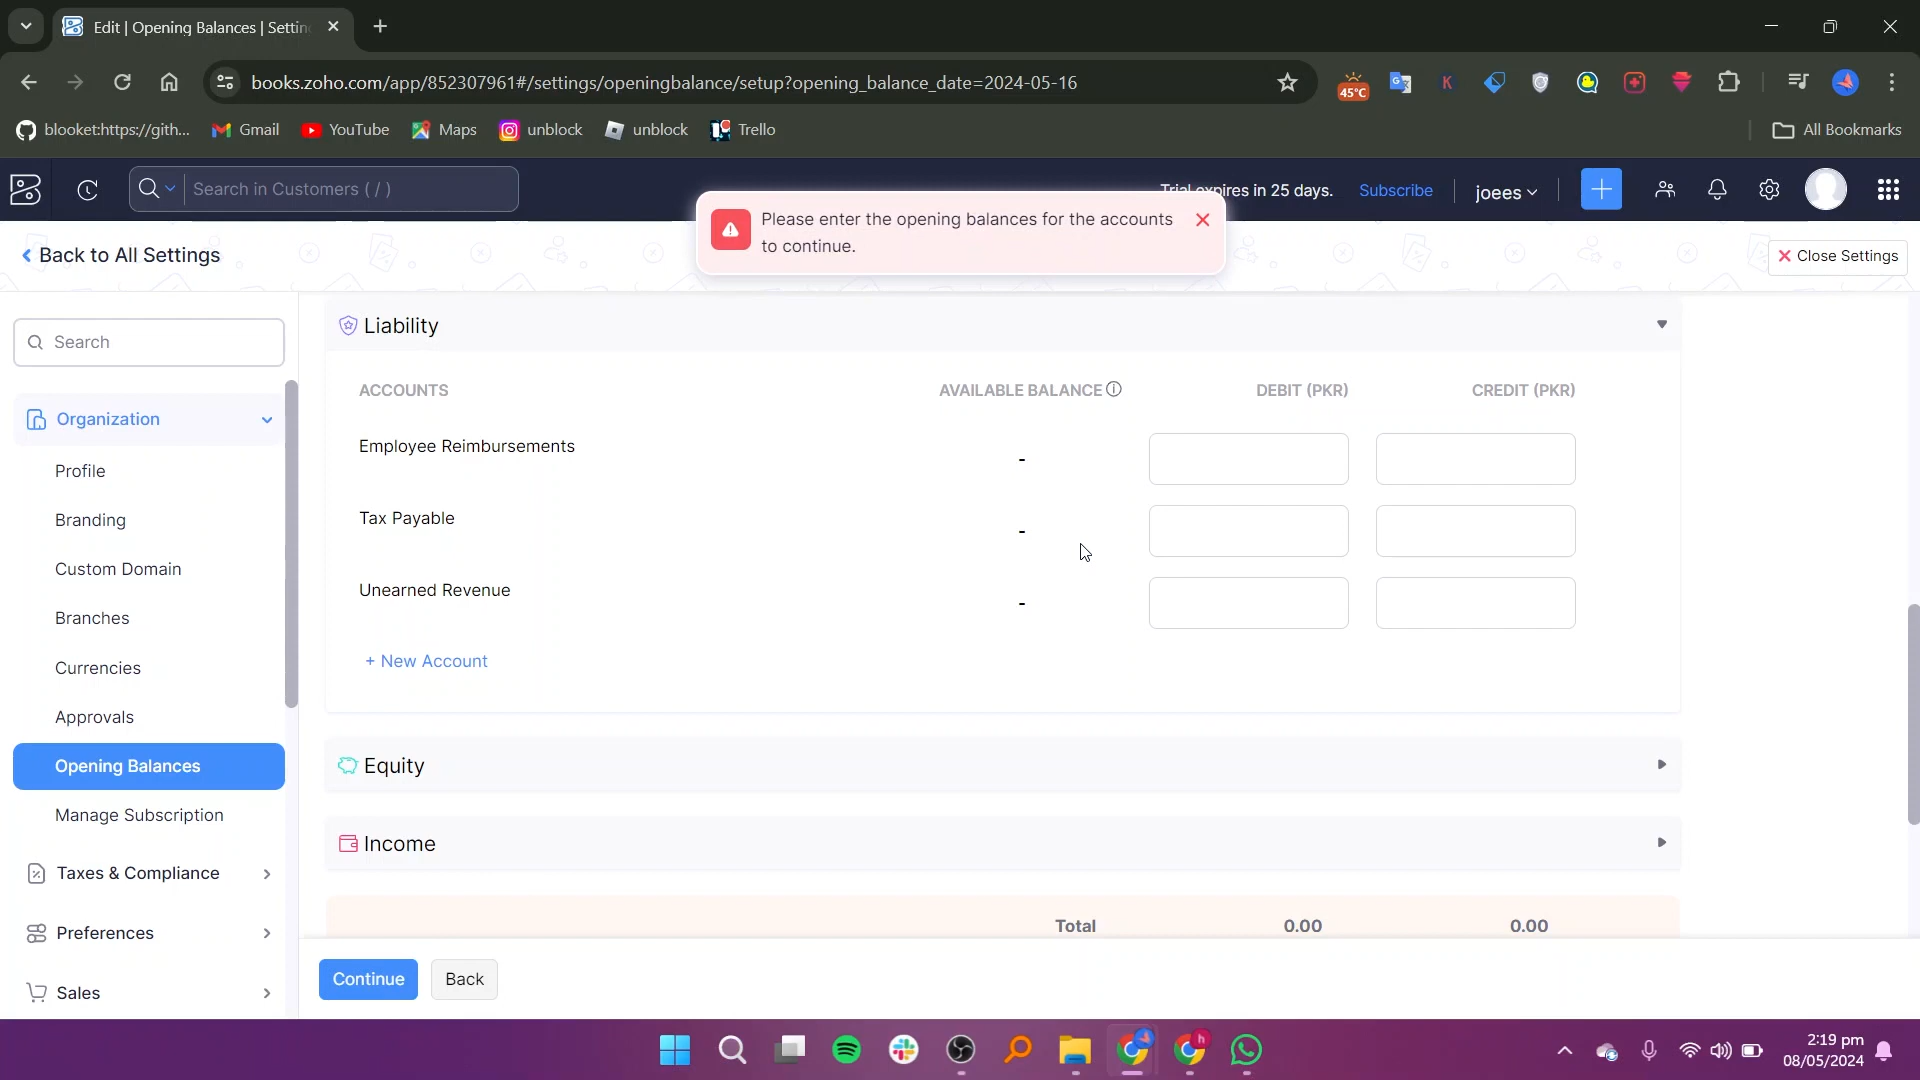 Edit | Opening Balances | Settin
books.zoho.com/app/852307961#/settings/openingbalance/setup?opening_balance_date=2024-05-16
45°C
K
blooket:https://gith...
Gmail
YouTube
Maps
unblock
unblock
Trello
All Bookmarks
Search in Customers ( / )
Trial expires in 25 days.
Subscribe
joees
Please enter the opening balances for the accounts
to continue.
Back to All Settings
Close Settings
Search
Organization
Profile
Branding
Custom Domain
Branches
Currencies
Approvals
Opening Balances
Manage Subscription
Taxes & Compliance
Preferences
Sales
Liability
ACCOUNTS AVAILABLE BALANCE DEBIT (PKR) CREDIT (PKR)
Employee Reimbursements -
Tax Payable -
Unearned Revenue -
+ New Account
Equity
Income
Total 0.00 0.00
Continue
Back
h
2:19 pm
08/05/2024